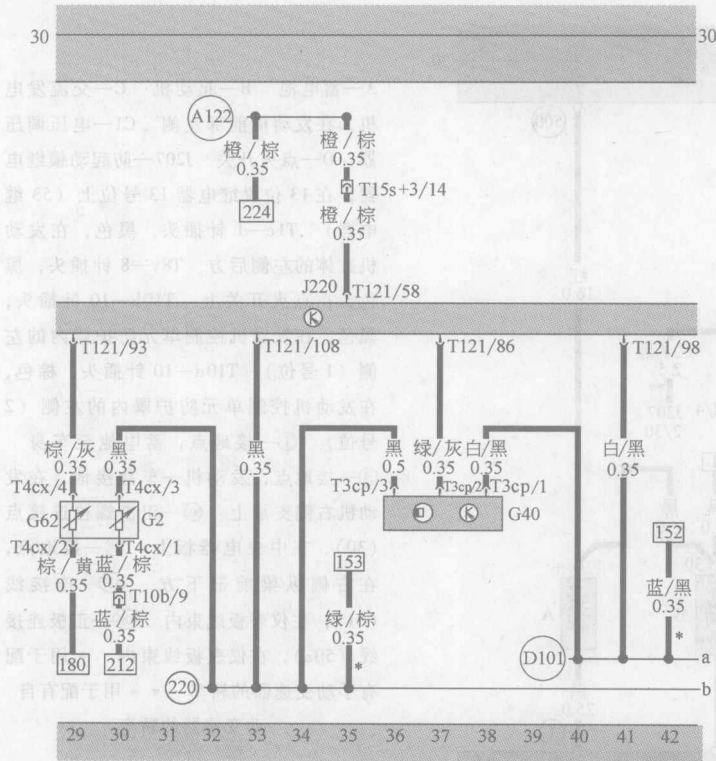 30 30
A122
橙/棕 橙/棕
0.35 0.35
T15s+3/14
224
橙/棕
0.35
J220 T121/58
T121/93 T121/108 T121/86 T121/98
棕/灰 黑 黑 黑 绿/灰 白/黑 白/黑
0.35 0.35 0.35 0.5 0.35 0.35 0.35
T4cx/4 T4cx/3 T3cp/3 T3cp/2 T3cp/1
G62 G2 G40
152
T4cx/2 T4cx/1
153
棕/黄 蓝/棕 蓝/黑
0.35 0.35 0.35
T10b/9
蓝/棕 绿/棕
0.35 0.35
* *
180 212 D101 a
220 b
29 30 31 32 33 34 35 36 37 38 39 40 41 42